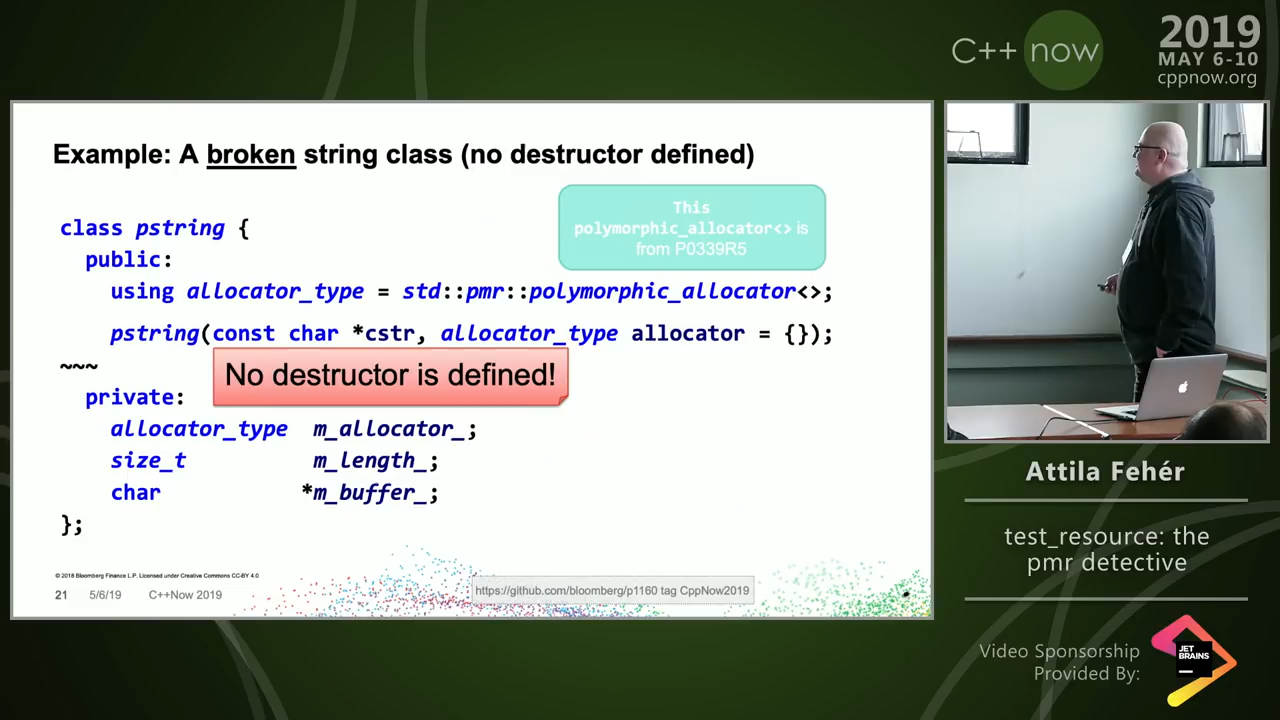 C++ now
2019
MAY 6-10
cppnow.org
Example: A broken string class (no destructor defined)
This
polymorphic_allocator<> is
from P0339R5
class pstring {
public:
using allocator_type = std::pmr::polymorphic_allocator<>;
pstring(const char *cstr, allocator_type allocator = {});
~~~
No destructor is defined!
private:
allocator_type m_allocator_;
size_t m_length_;
char *m_buffer_;
};
© 2018 Bloomberg Finance L.P. Licensed under Creative Commons CC-BY 4.0
21 5/6/19 C++Now 2019
https://github.com/bloomberg/p1160 tag CppNow2019
Attila Fehér
test_resource: the
pmr detective
Video Sponsorship
Provided By:
JET
BRAINS